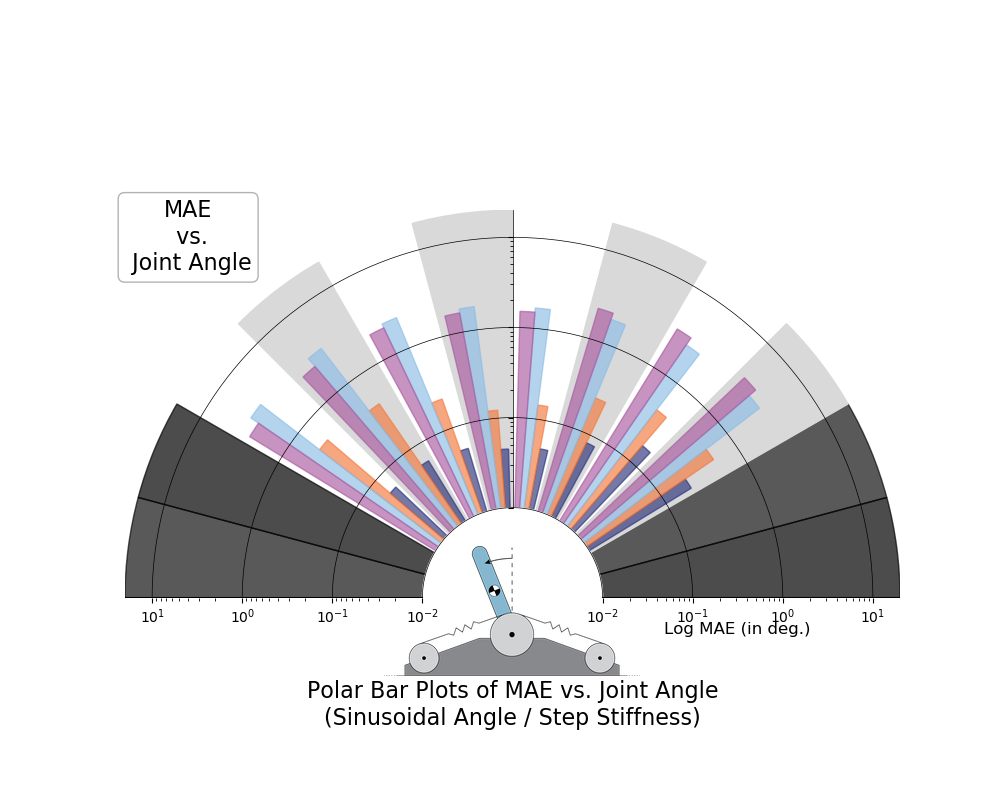 MAE
vs.
Joint Angle
10¹ 10⁰ 10⁻¹ 10⁻² 10⁻² 10⁻¹ 10⁰ 10¹
Log MAE (in deg.)
Polar Bar Plots of MAE vs. Joint Angle
(Sinusoidal Angle / Step Stiffness)